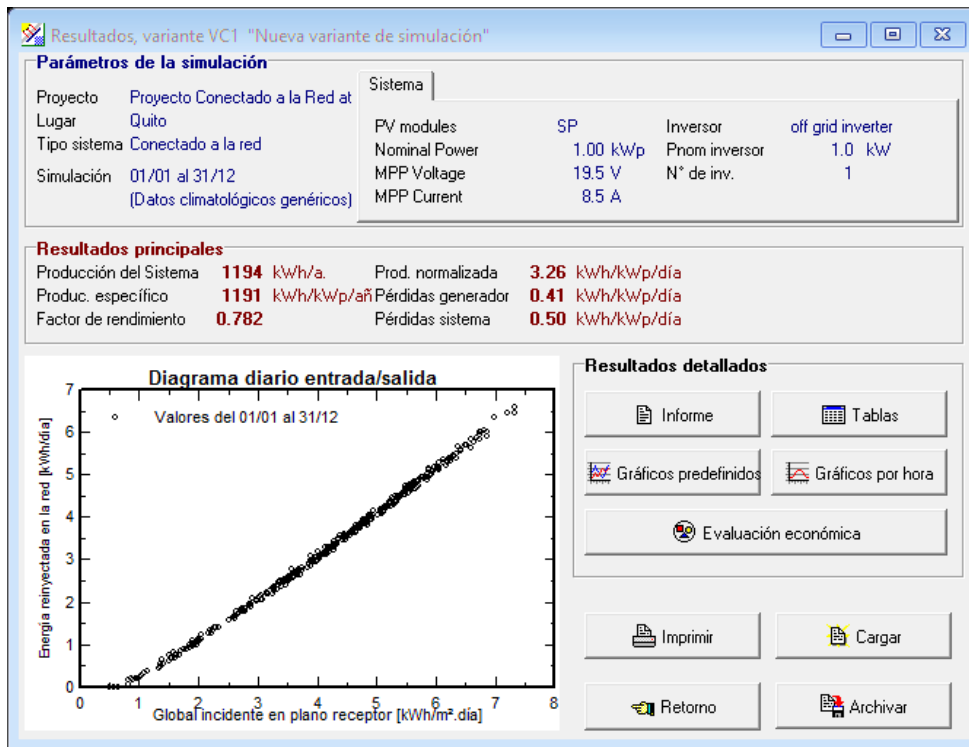 Resultados, variante VC1 "Nueva variante de simulación"
Parámetros de la simulación
Proyecto Proyecto Conectado a la Red at
Lugar Quito
Tipo sistema Conectado a la red
Simulación 01/01 al 31/12
(Datos climatológicos genéricos)
Sistema
PV modules SP Inversor off grid inverter
Nominal Power 1.00 kWp Pnom inversor 1.0 kW
MPP Voltage 19.5 V N° de inv. 1
MPP Current 8.5 A
Resultados principales
Producción del Sistema 1194 kWh/a. Prod. normalizada 3.26 kWh/kWp/día
Produc. específico 1191 kWh/kWp/añ Pérdidas generador 0.41 kWh/kWp/día
Factor de rendimiento 0.782 Pérdidas sistema 0.50 kWh/kWp/día
Diagrama diario entrada/salida
Valores del 01/01 al 31/12
Energía reinyectada en la red [kWh/día]
7
6
5
4
3
2
1
0
0 1 2 3 4 5 6 7 8
Global incidente en plano receptor [kWh/m².día]
Resultados detallados
Informe Tablas
Gráficos predefinidos Gráficos por hora
Evaluación económica
Imprimir Cargar
Retorno Archivar